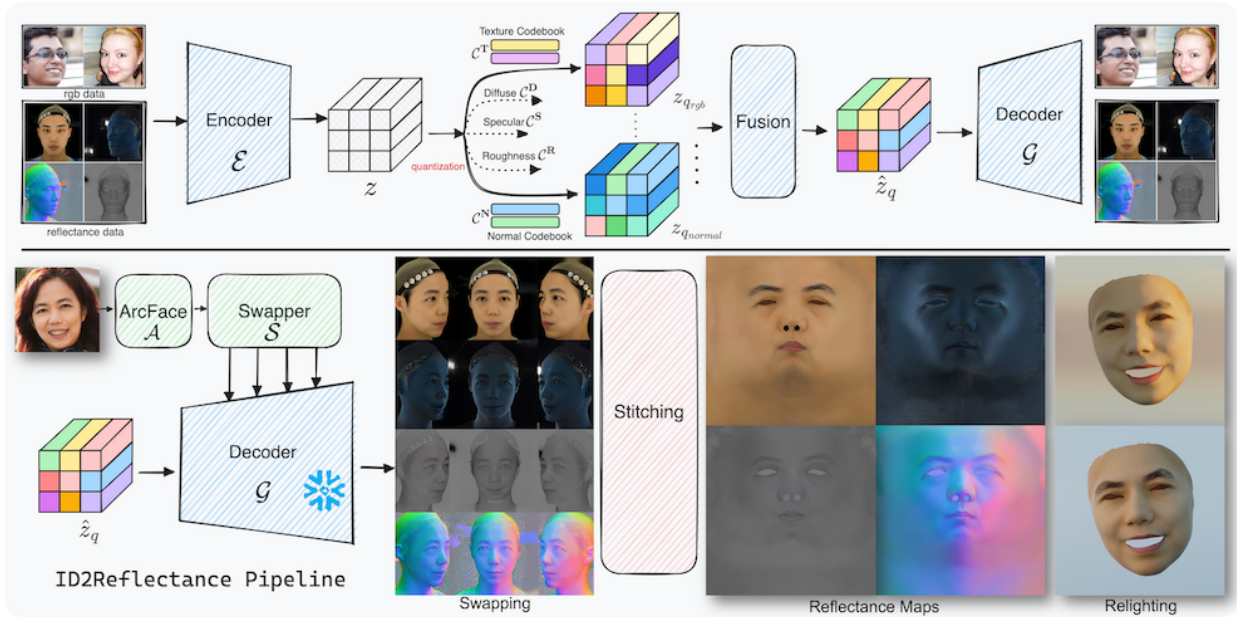 rgb data
reflectance data
Encoder
ℰ
z
quantization
Texture Codebook
𝒞ᵀ
Diffuse 𝒞ᴰ
Specular 𝒞ˢ
Roughness 𝒞ᴿ
𝒞ᴺ
Normal Codebook
z_{q_{rgb}}
z_{q_{normal}}
Fusion
ẑ_q
Decoder
𝒢
ArcFace
𝒜
Swapper
𝒮
ẑ_q
Decoder
𝒢
ID2Reflectance Pipeline
Swapping
Stitching
Reflectance Maps
Relighting